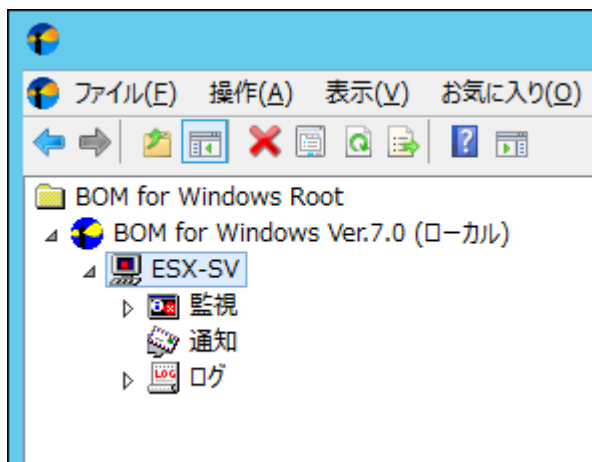 ファイル(F) 操作(A) 表示(V) お気に入り(O)
BOM for Windows Root
BOM for Windows Ver.7.0 (ローカル)
ESX-SV
監視
通知
ログ